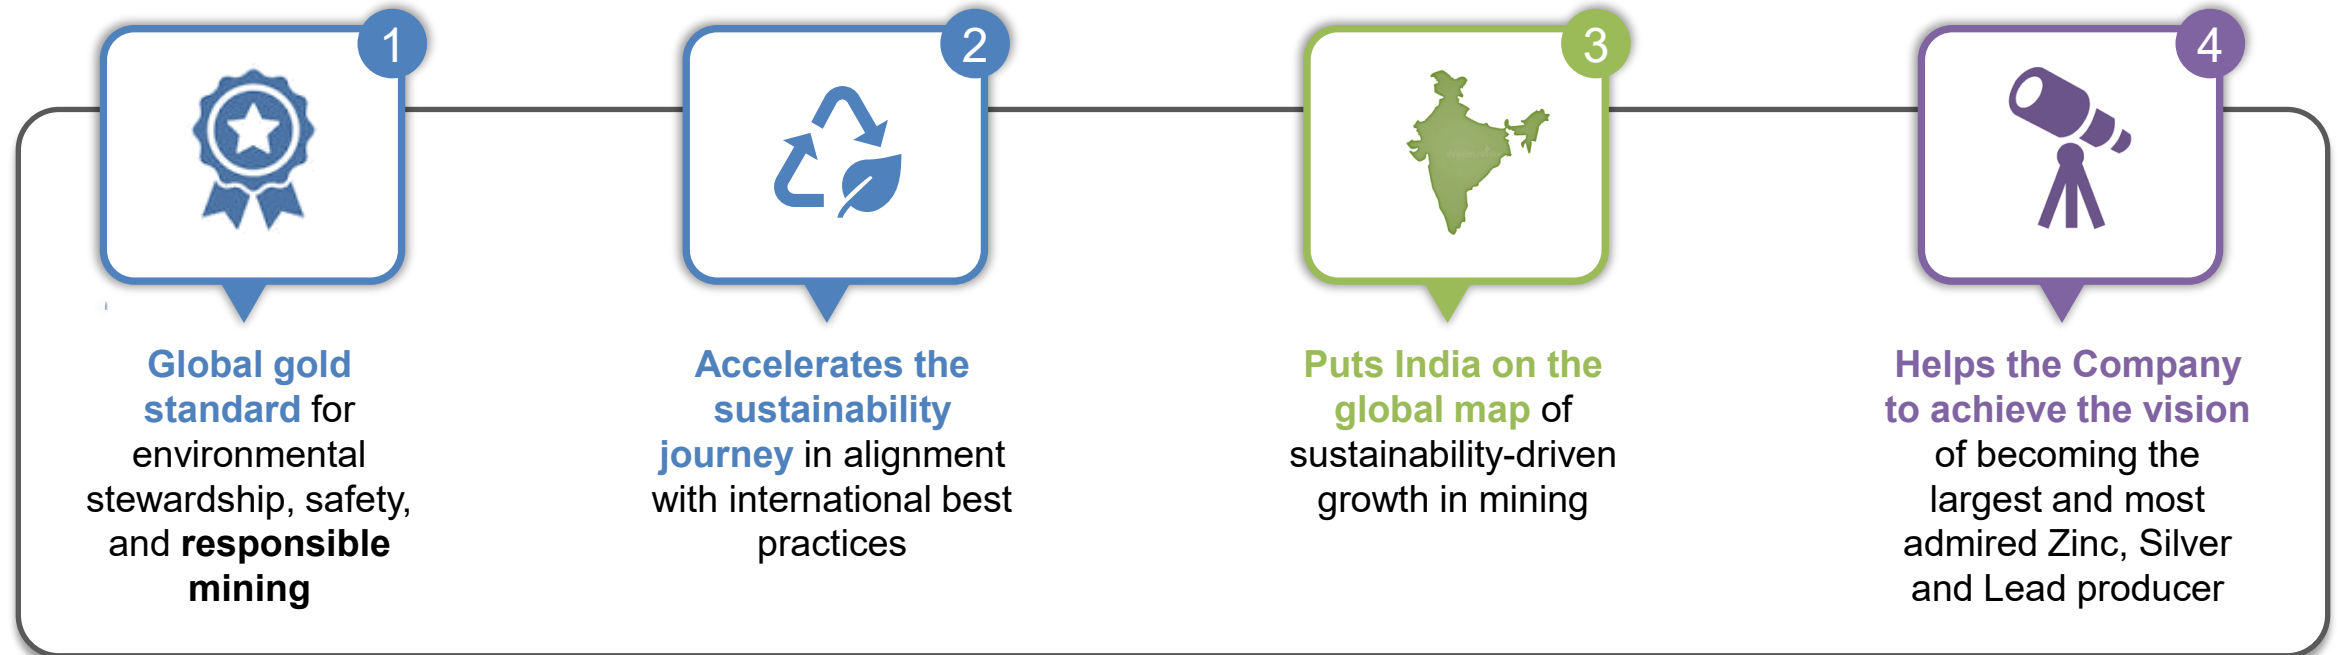 1
Global gold
standard for
environmental
stewardship, safety,
and responsible
mining
2
Accelerates the
sustainability
journey in alignment
with international best
practices
3
Puts India on the
global map of
sustainability-driven
growth in mining
4
Helps the Company
to achieve the vision
of becoming the
largest and most
admired Zinc, Silver
and Lead producer